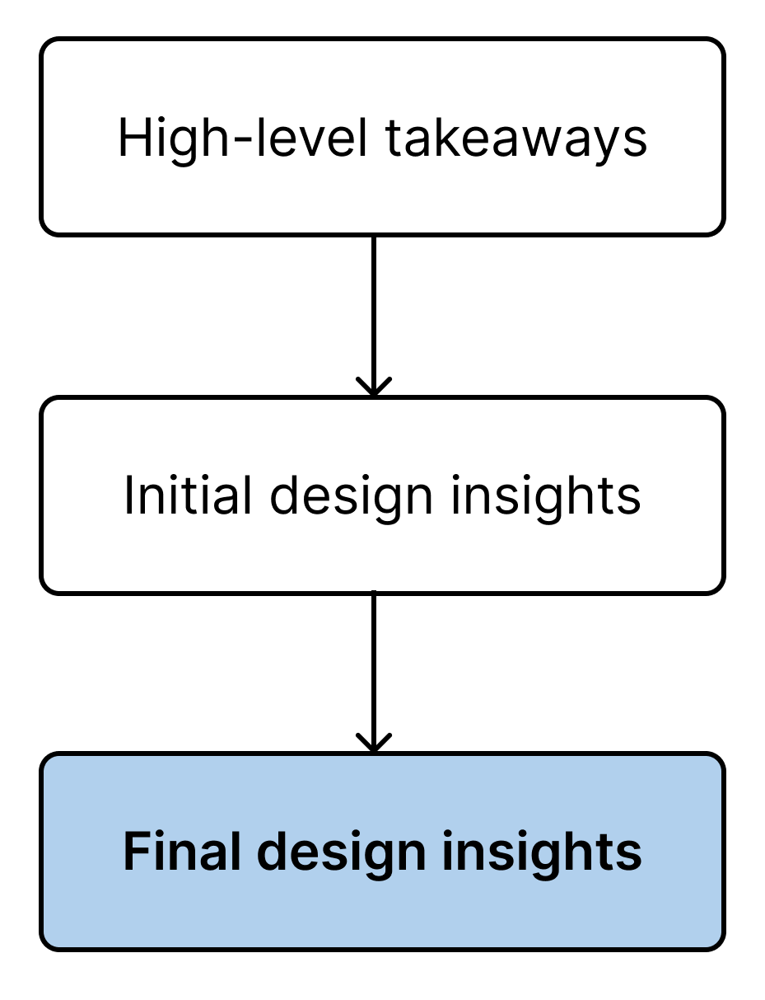 High-level takeaways
Initial design insights
Final design insights